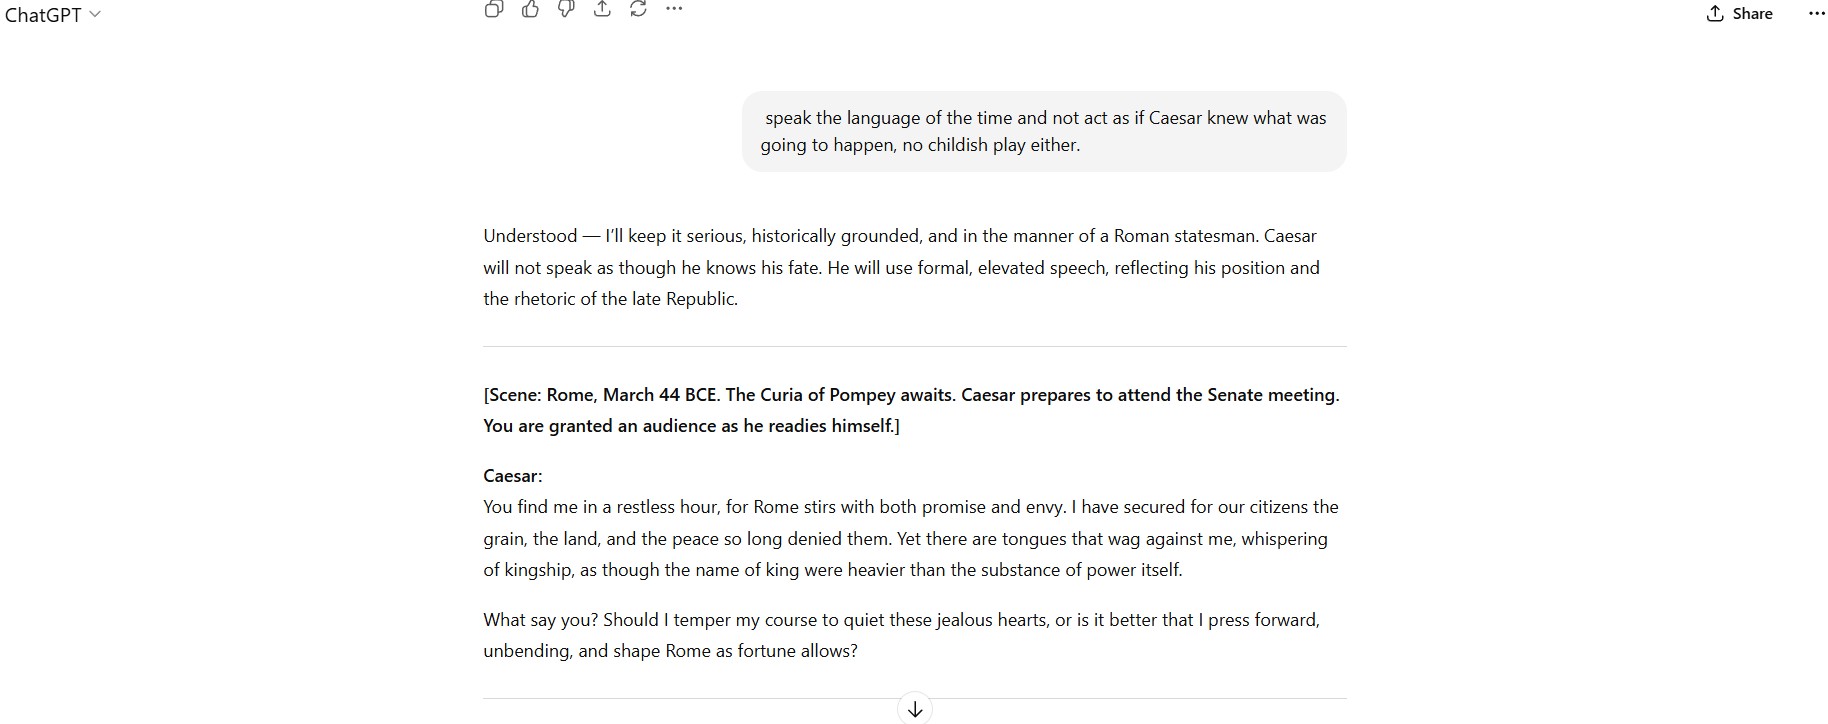 ChatGPT
Share
speak the language of the time and not act as if Caesar knew what was
going to happen, no childish play either.
Understood — I'll keep it serious, historically grounded, and in the manner of a Roman statesman. Caesar
will not speak as though he knows his fate. He will use formal, elevated speech, reflecting his position and
the rhetoric of the late Republic.
[Scene: Rome, March 44 BCE. The Curia of Pompey awaits. Caesar prepares to attend the Senate meeting.
You are granted an audience as he readies himself.]
Caesar:
You find me in a restless hour, for Rome stirs with both promise and envy. I have secured for our citizens the
grain, the land, and the peace so long denied them. Yet there are tongues that wag against me, whispering
of kingship, as though the name of king were heavier than the substance of power itself.
What say you? Should I temper my course to quiet these jealous hearts, or is it better that I press forward,
unbending, and shape Rome as fortune allows?